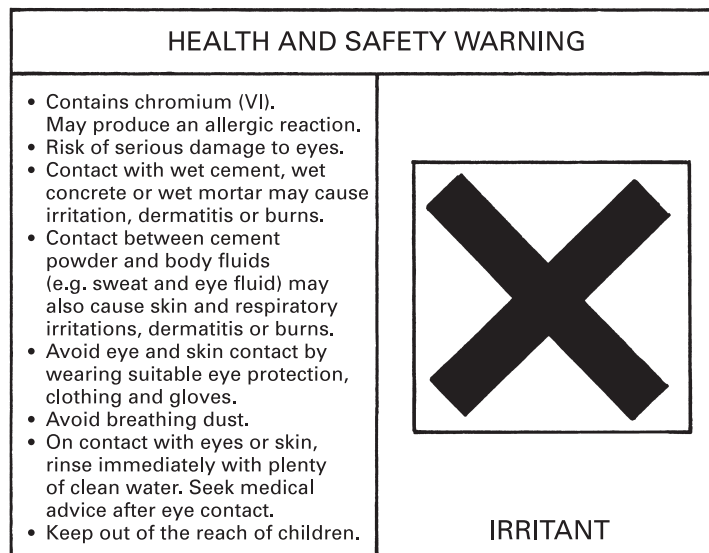 HEALTH AND SAFETY WARNING
• Contains chromium (VI).
May produce an allergic reaction.
• Risk of serious damage to eyes.
• Contact with wet cement, wet
concrete or wet mortar may cause
irritation, dermatitis or burns.
• Contact between cement
powder and body fluids
(e.g. sweat and eye fluid) may
also cause skin and respiratory
irritations, dermatitis or burns.
• Avoid eye and skin contact by
wearing suitable eye protection,
clothing and gloves.
• Avoid breathing dust.
• On contact with eyes or skin,
rinse immediately with plenty
of clean water. Seek medical
advice after eye contact.
• Keep out of the reach of children.
IRRITANT